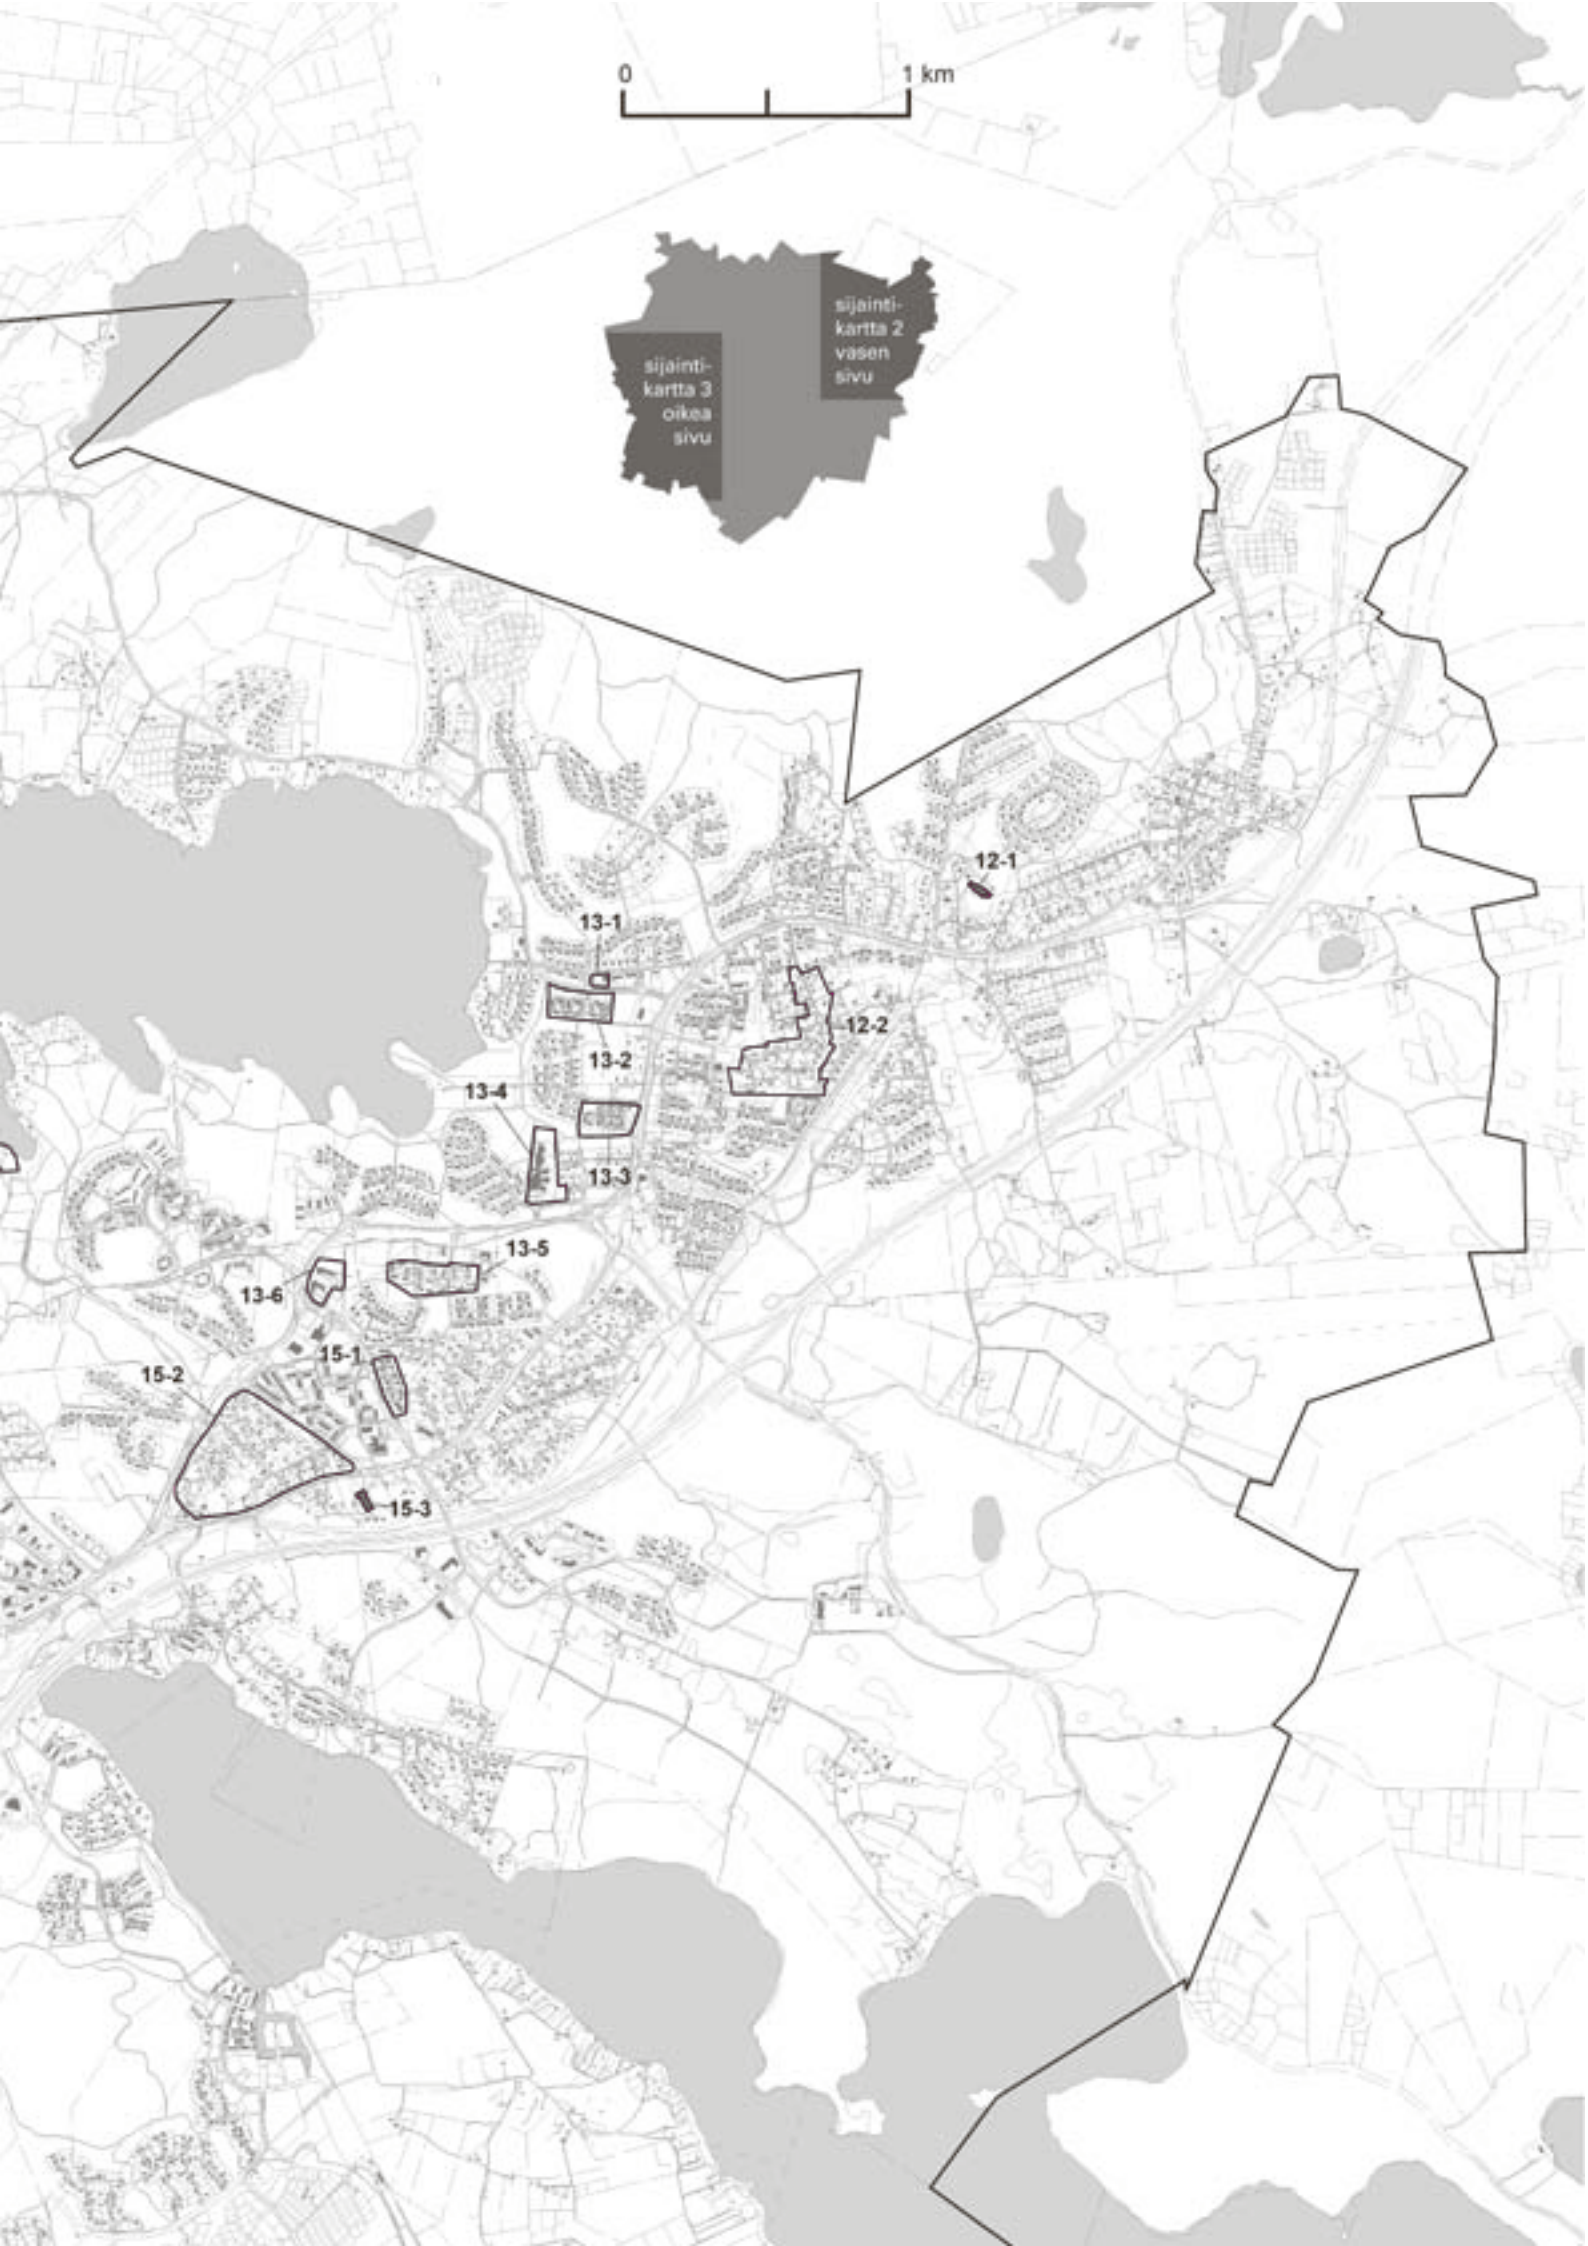 0 1 km
sijainti-
kartta 2
vasen
sivu
sijainti-
kartta 3
oikea
sivu
12-1
13-1
12-2
13-2
13-4
13-3
13-5
13-6
15-1
15-2
15-3